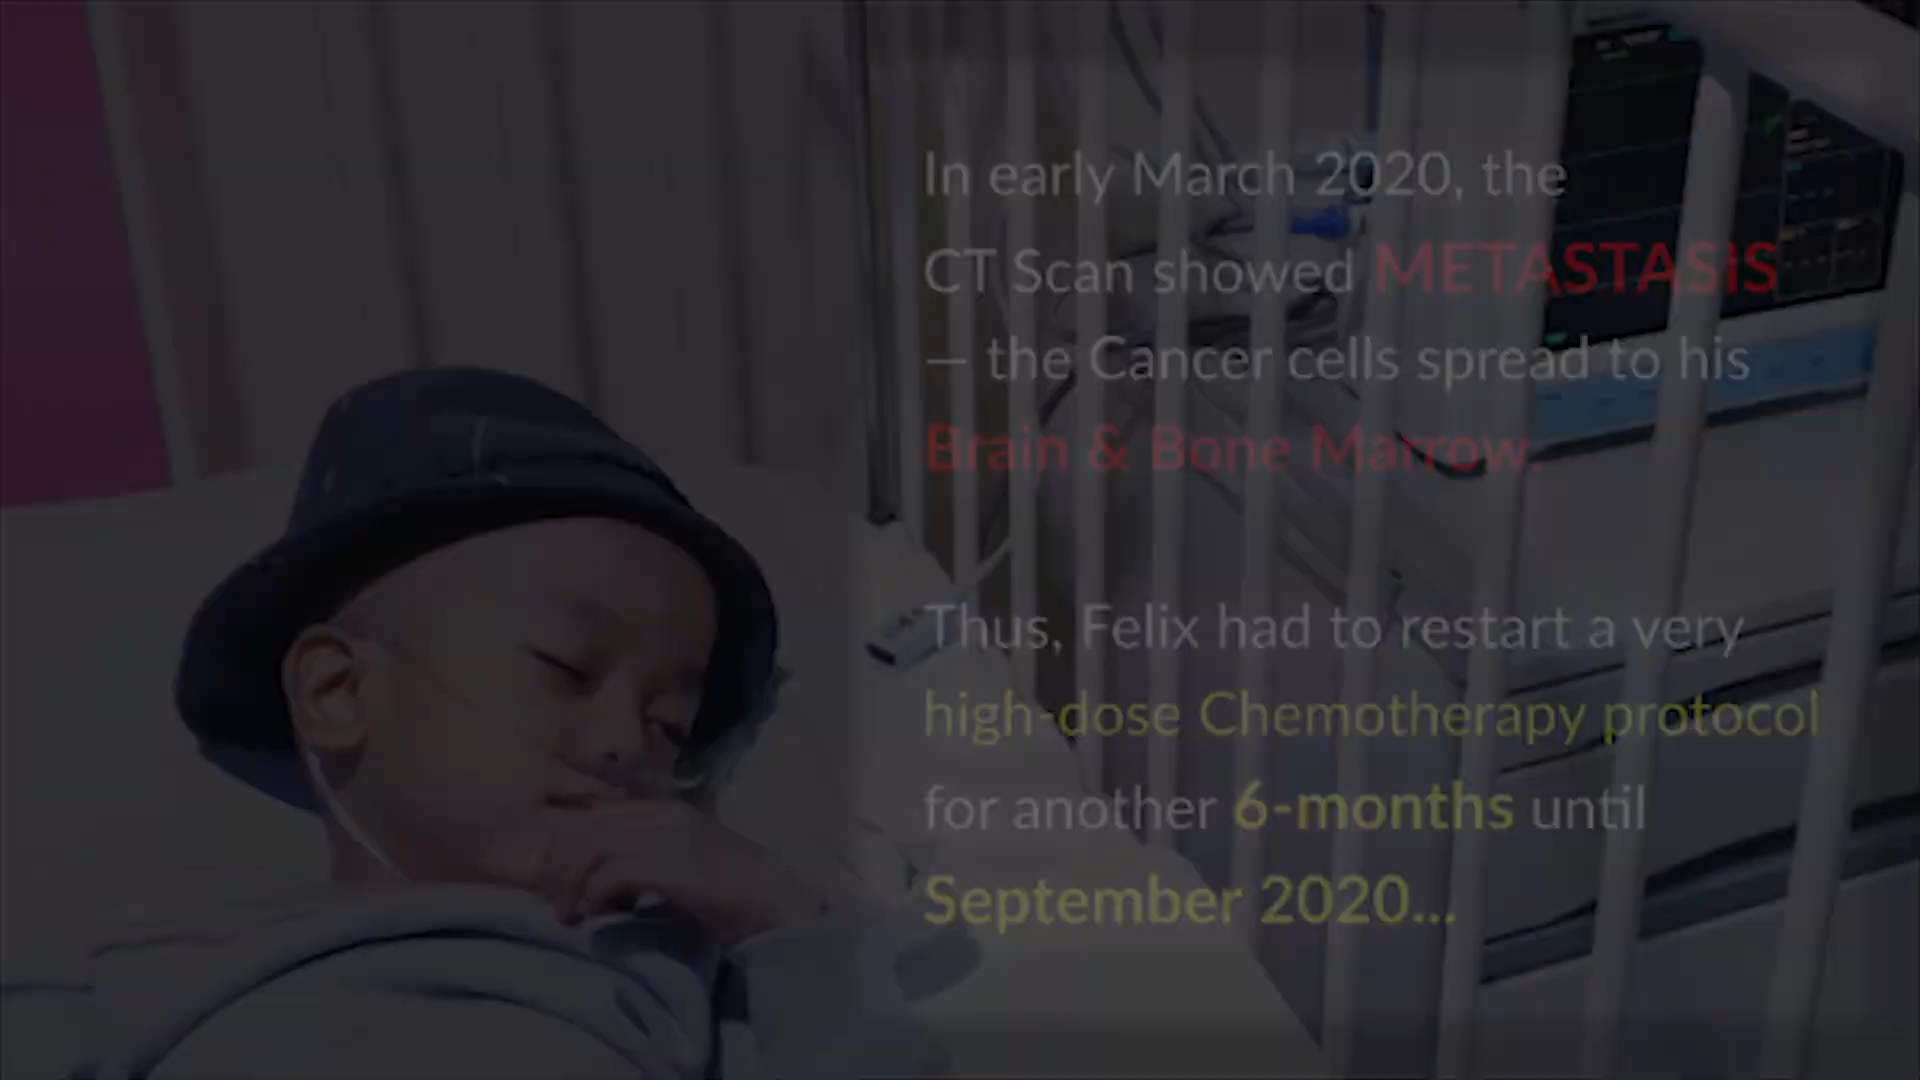 In early March 2020, the
CT Scan showed METASTASIS
— the Cancer cells spread to his
Brain & Bone Marrow.
Thus, Felix had to restart a very
high-dose Chemotherapy protocol
for another 6-months until
September 2020...